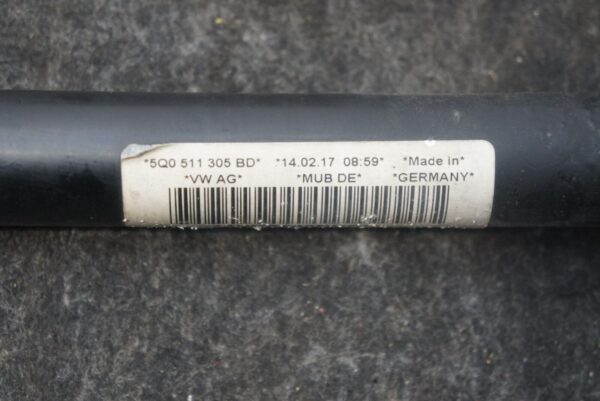 *5Q0 511 305 BD* *14.02.17 08:59* *Made in*
*VW AG* *MUB DE* *GERMANY*